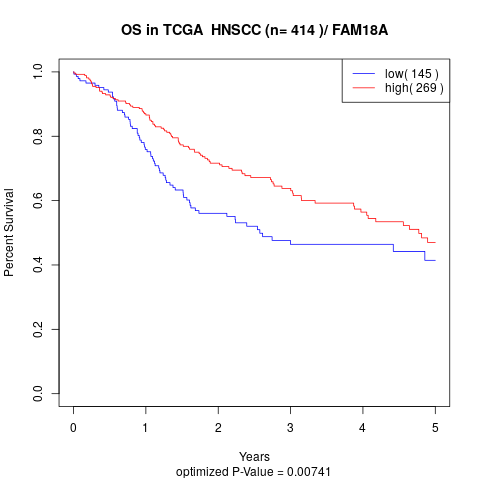 OS in TCGA HNSCC (n= 414 )/ FAM18A
low( 145 )
high( 269 )
Percent Survival
1.0
0.8
0.6
0.4
0.2
0.0
0 1 2 3 4 5
Years
optimized P-Value = 0.00741